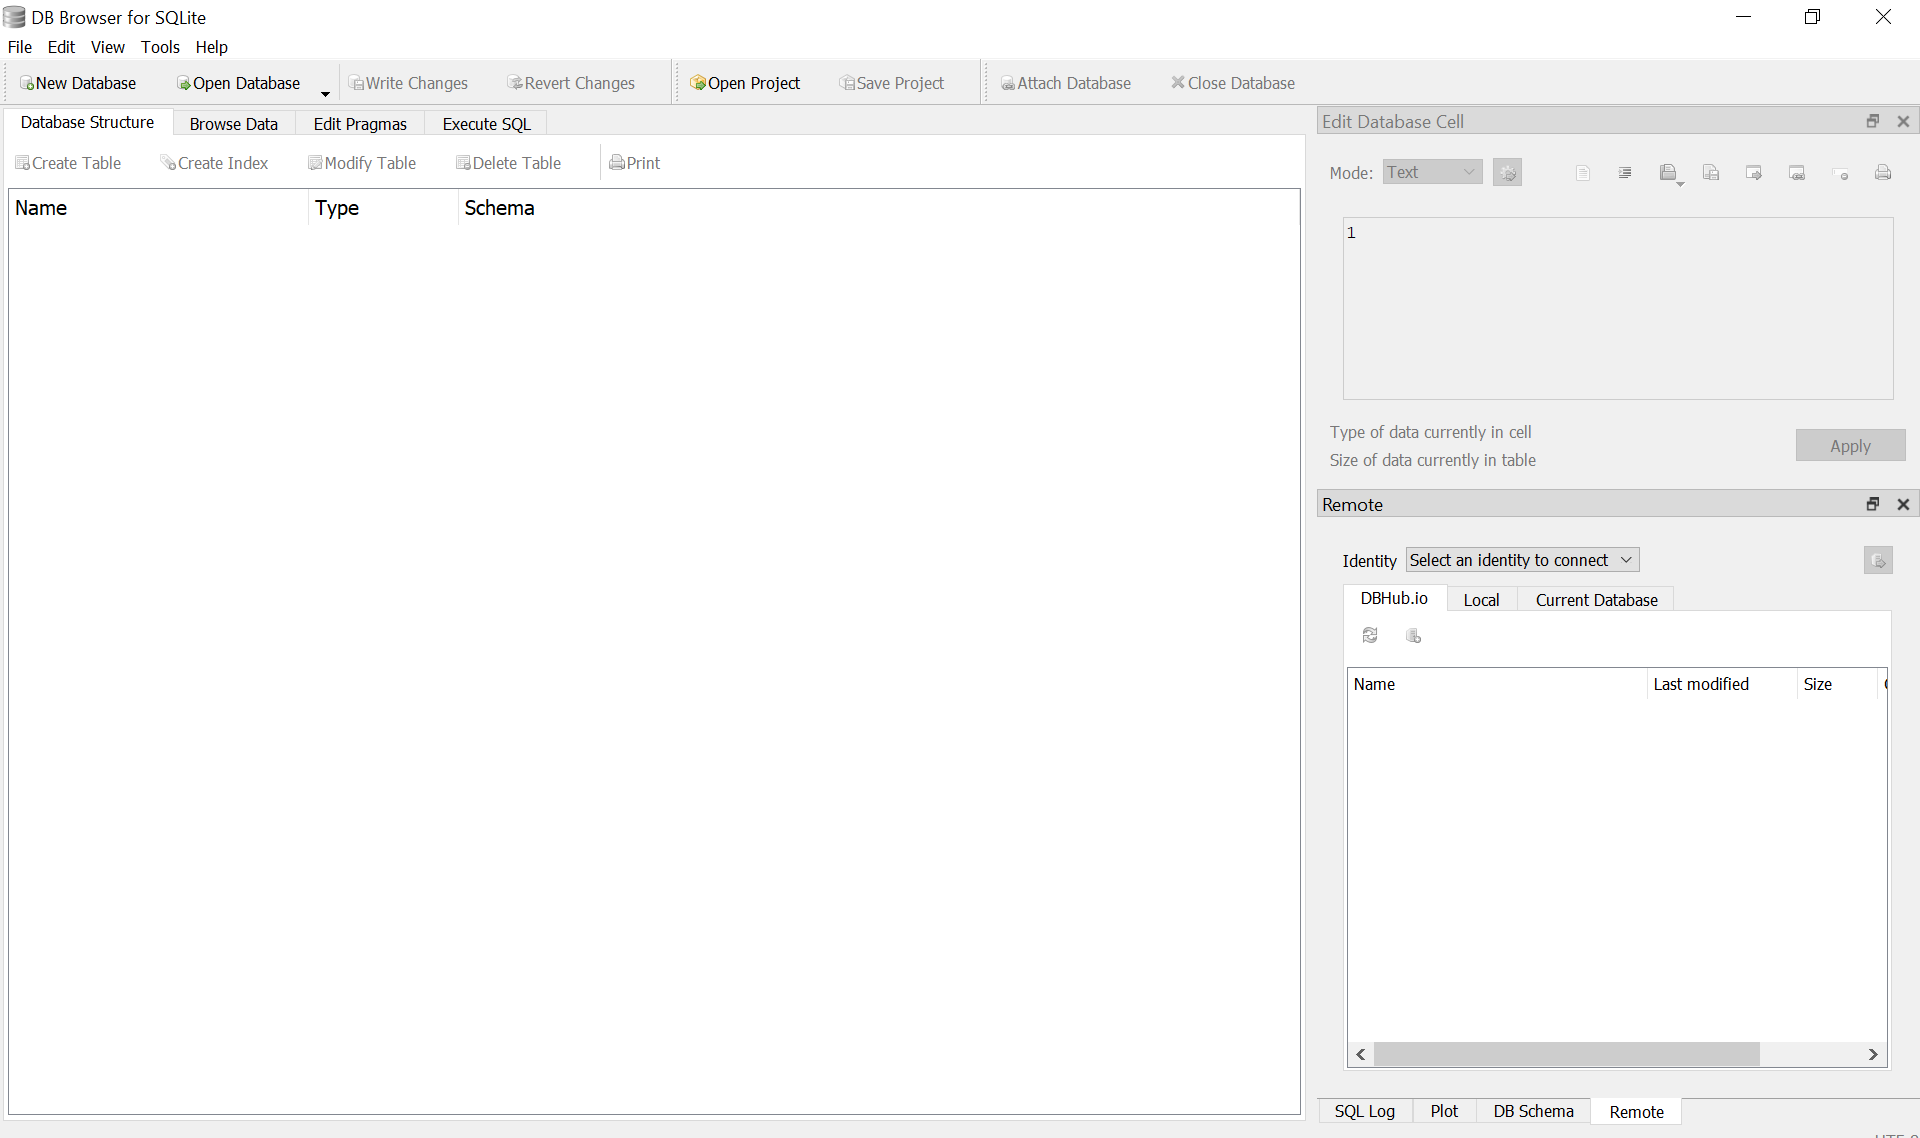 DB Browser for SQLite
File Edit View Tools Help
New Database Open Database Write Changes Revert Changes Open Project Save Project Attach Database Close Database
Database Structure Browse Data Edit Pragmas Execute SQL
Create Table Create Index Modify Table Delete Table Print
Name Type Schema
Edit Database Cell
Mode: Text
1
Type of data currently in cell
Size of data currently in table
Apply
Remote
Identity Select an identity to connect
DBHub.io Local Current Database
Name Last modified Size
SQL Log Plot DB Schema Remote